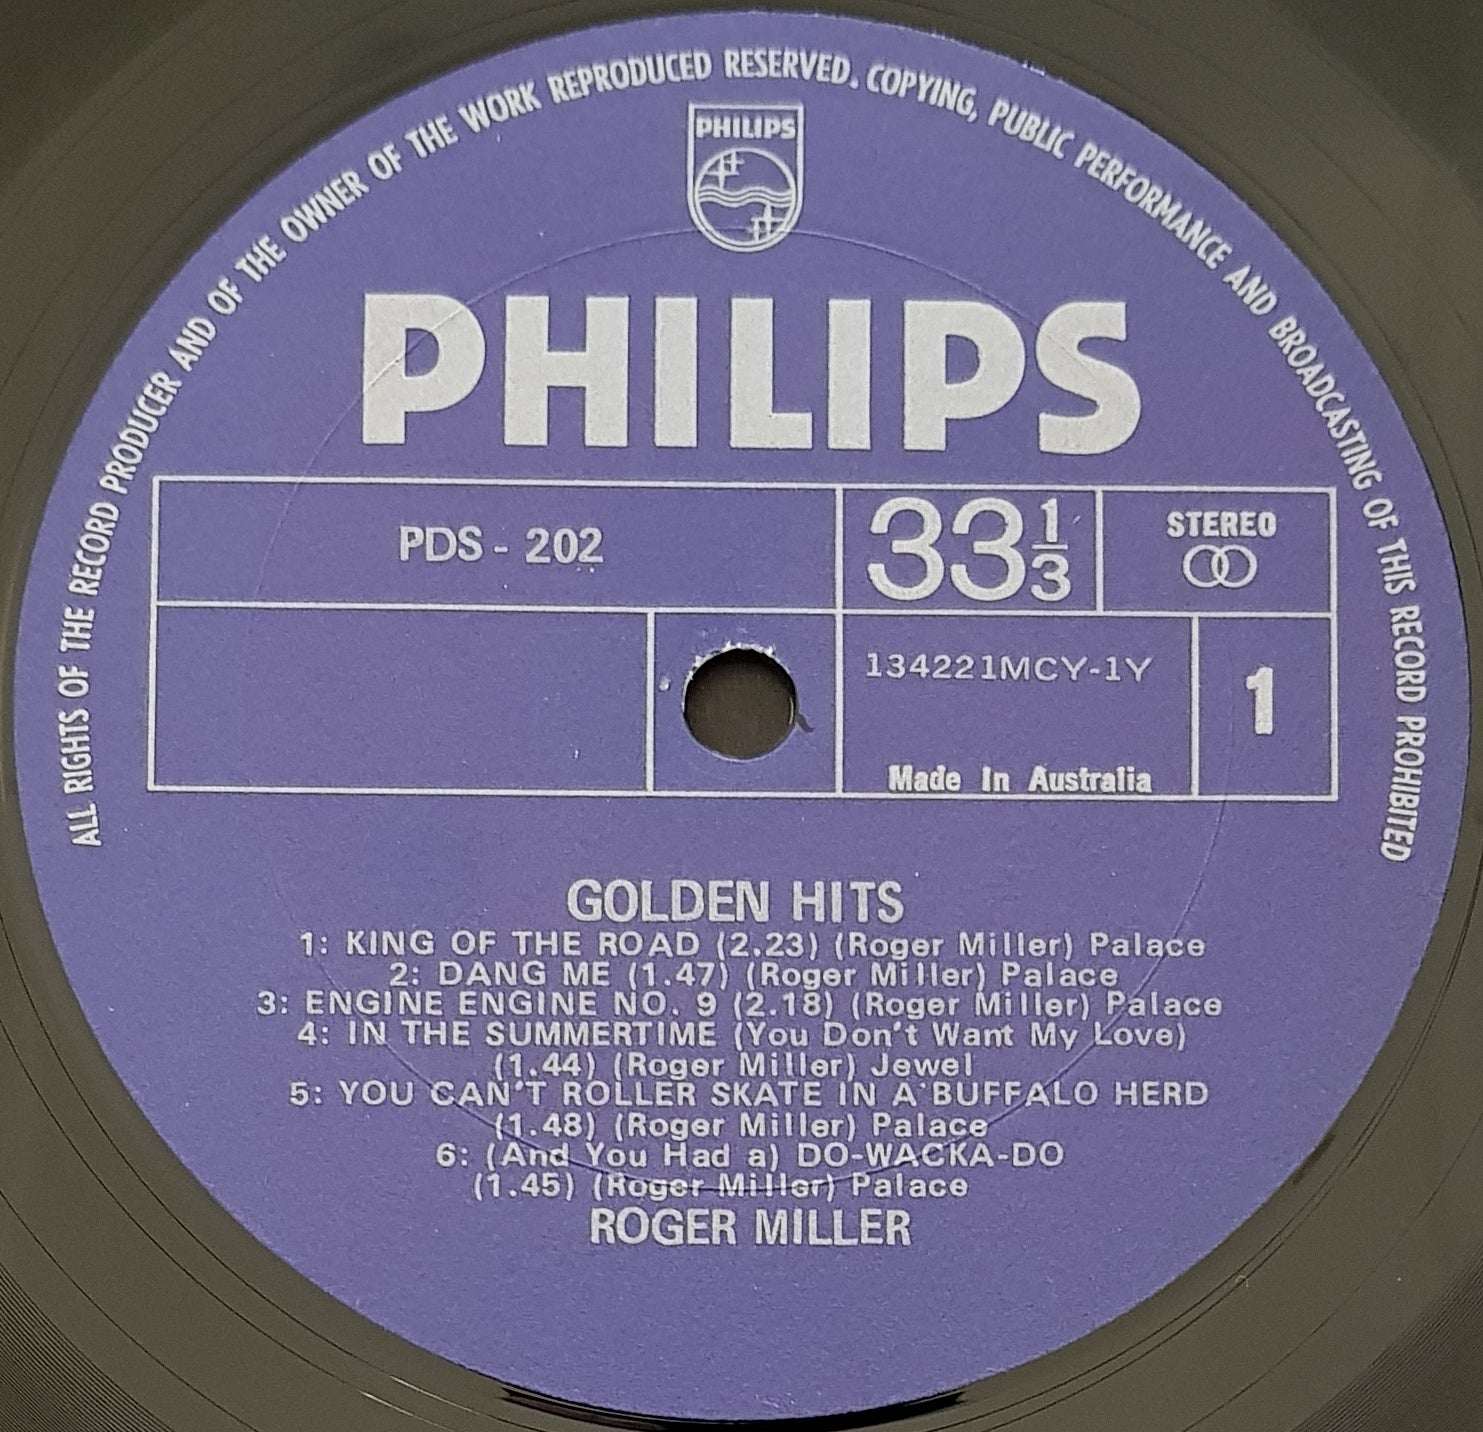 ALL RIGHTS OF THE RECORD PRODUCER AND OF THE OWNER OF THE WORK REPRODUCED RESERVED. COPYING, PUBLIC PERFORMANCE AND BROADCASTING OF THIS RECORD PROHIBITED
PHILIPS
PHILIPS
PDS - 202
33 1/3
STEREO
134221MCY-1Y
1
Made In Australia
GOLDEN HITS
1: KING OF THE ROAD (2.23) (Roger Miller) Palace
2: DANG ME (1.47) (Roger Miller) Palace
3: ENGINE ENGINE NO. 9 (2.18) (Roger Miller) Palace
4: IN THE SUMMERTIME (You Don't Want My Love)
(1.44) (Roger Miller) Jewel
5: YOU CAN'T ROLLER SKATE IN A BUFFALO HERD
(1.48) (Roger Miller) Palace
6: (And You Had a) DO-WACKA-DO
(1.45) (Roger Miller) Palace
ROGER MILLER